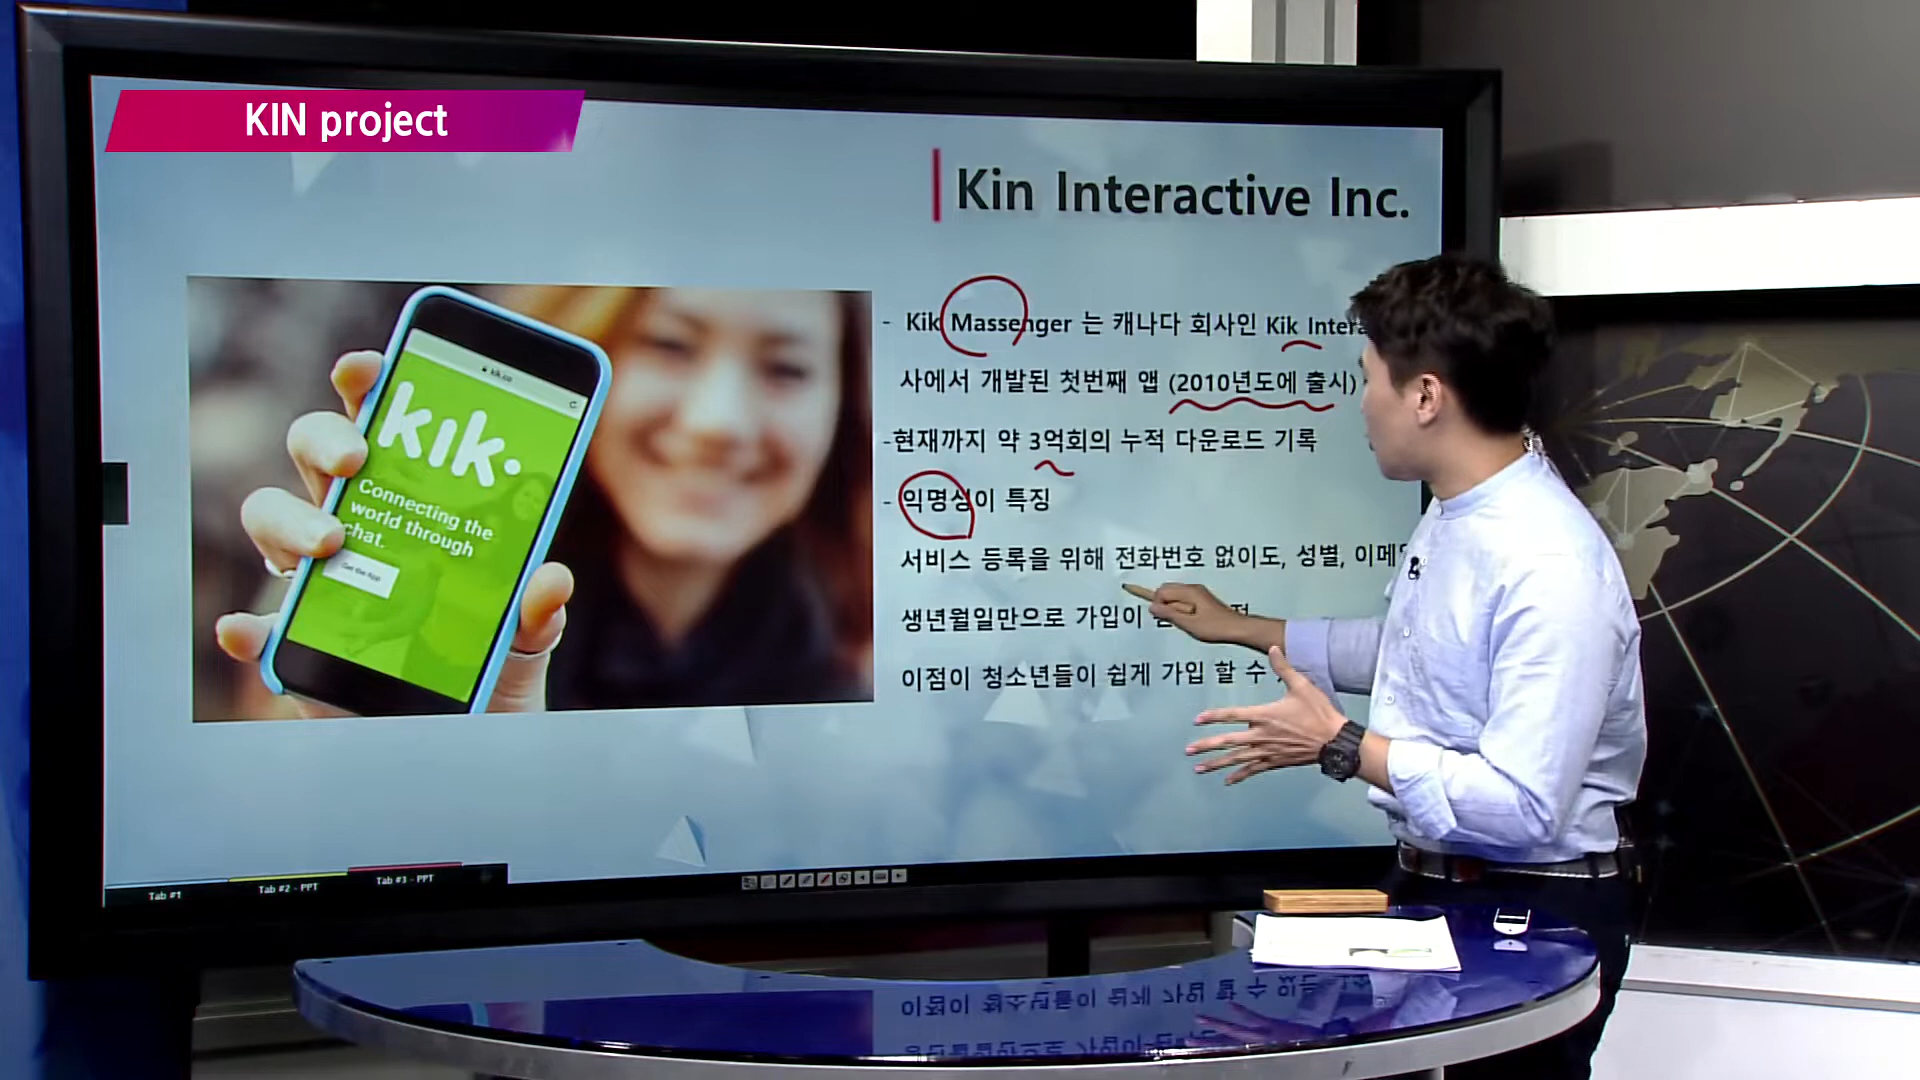 KIN project
Kin Interactive Inc.
- Kik Massenger 는 캐나다 회사인 Kik
사에서 개발된 첫번째 앱 (2010년도에 출시)
-현재까지 약 3억회의 누적 다운로드 기록
- 익명성이 특징
서비스 등록을 위해 전화번호 없이도, 성별,
생년월일만으로 가입이
이점이 청소년들이 쉽게 가입 할 수
kik.co
kik.
Connecting the
world through
chat.
Get the App
Tab #1
Tab #2 - PPT
Tab #3 - PPT